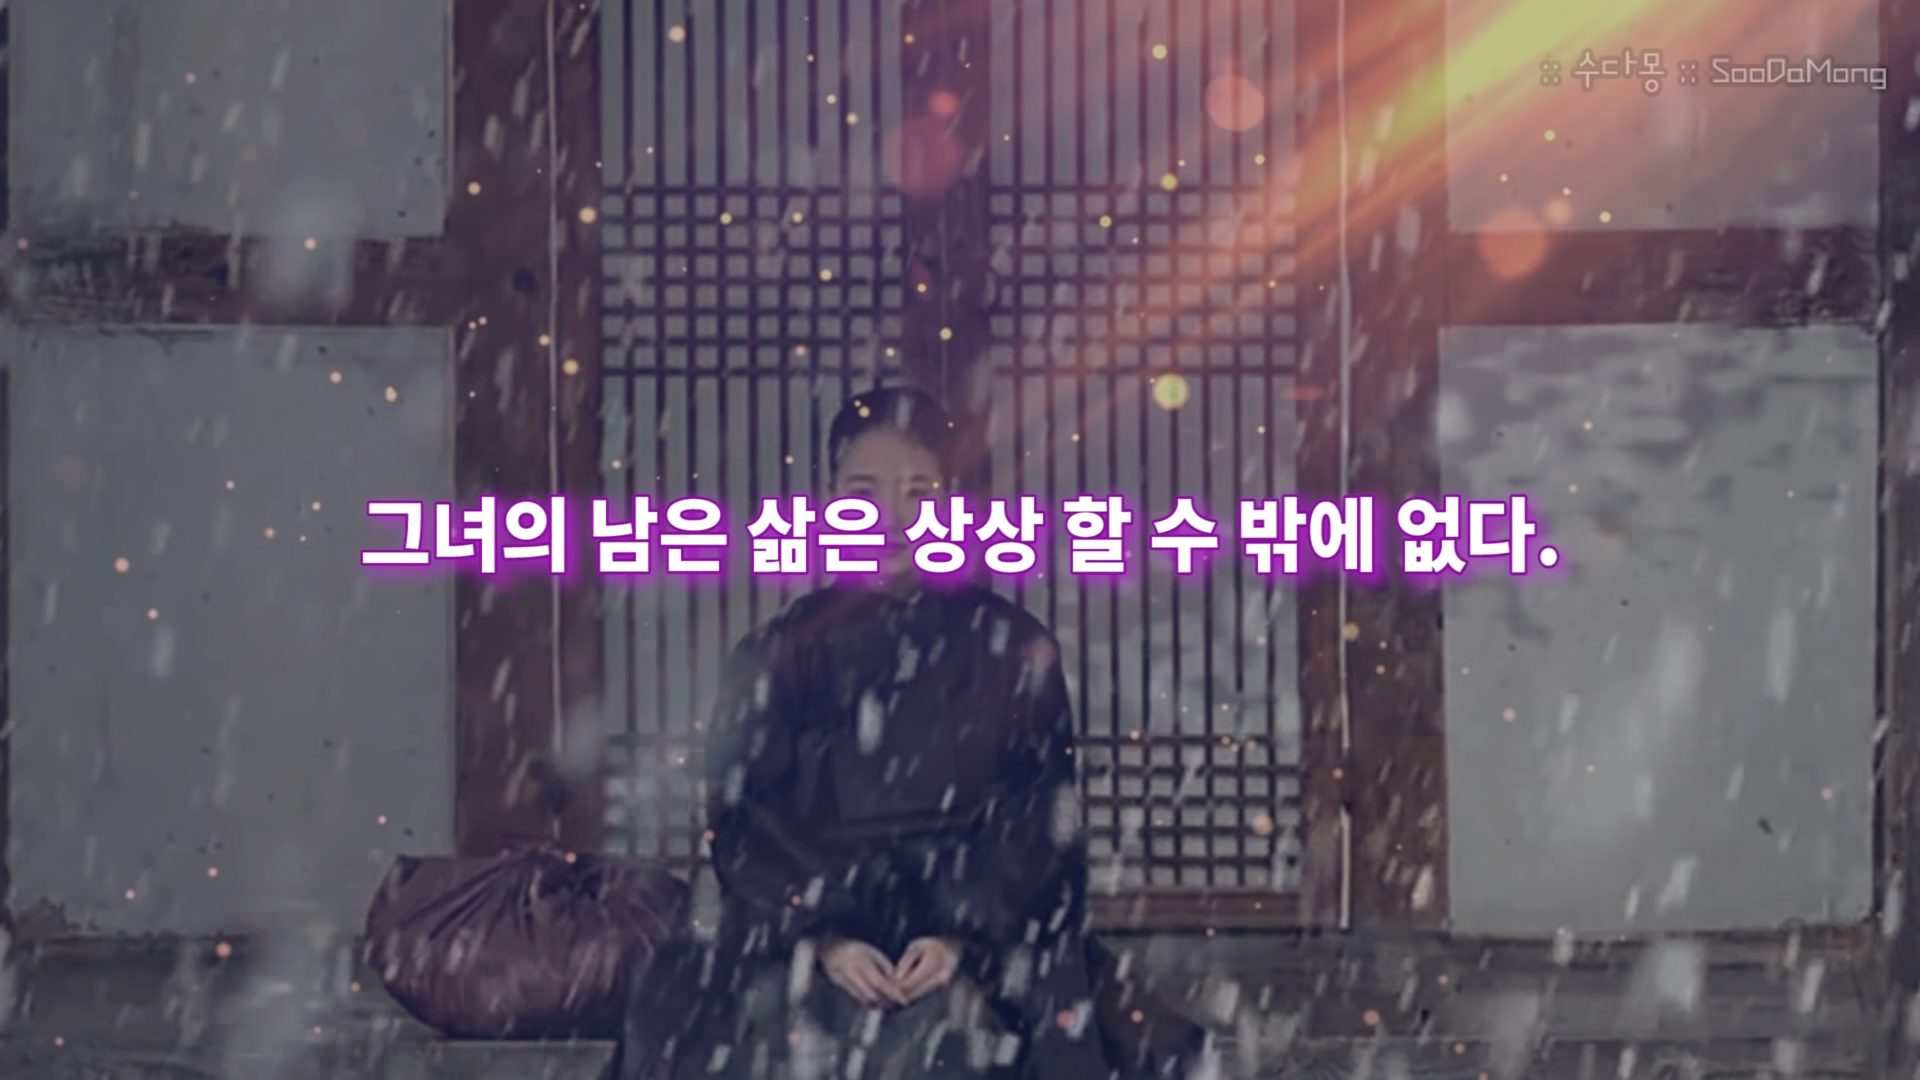 :: 수다몽 :: SooDaMong
그녀의 남은 삶은 상상 할 수 밖에 없다.